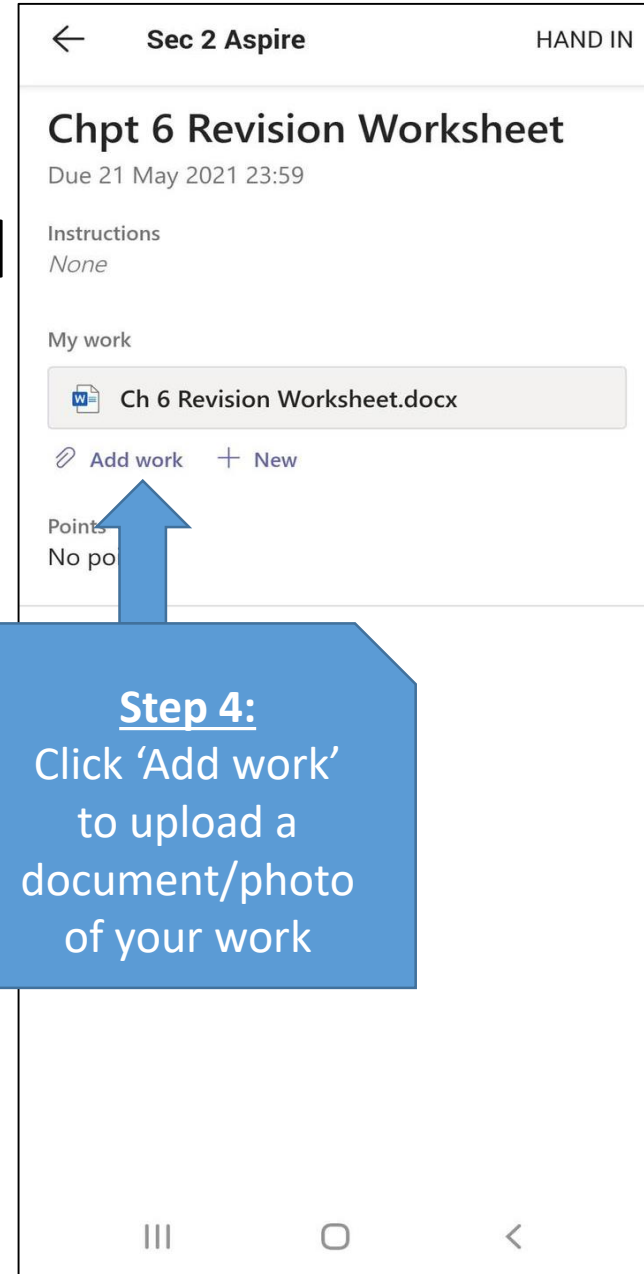 Sec 2 Aspire HAND IN
Chpt 6 Revision Worksheet
Due 21 May 2021 23:59
Instructions
None
My work
Ch 6 Revision Worksheet.docx
Add work + New
Points
No poi
Step 4:
Click ‘Add work’
to upload a
document/photo
of your work